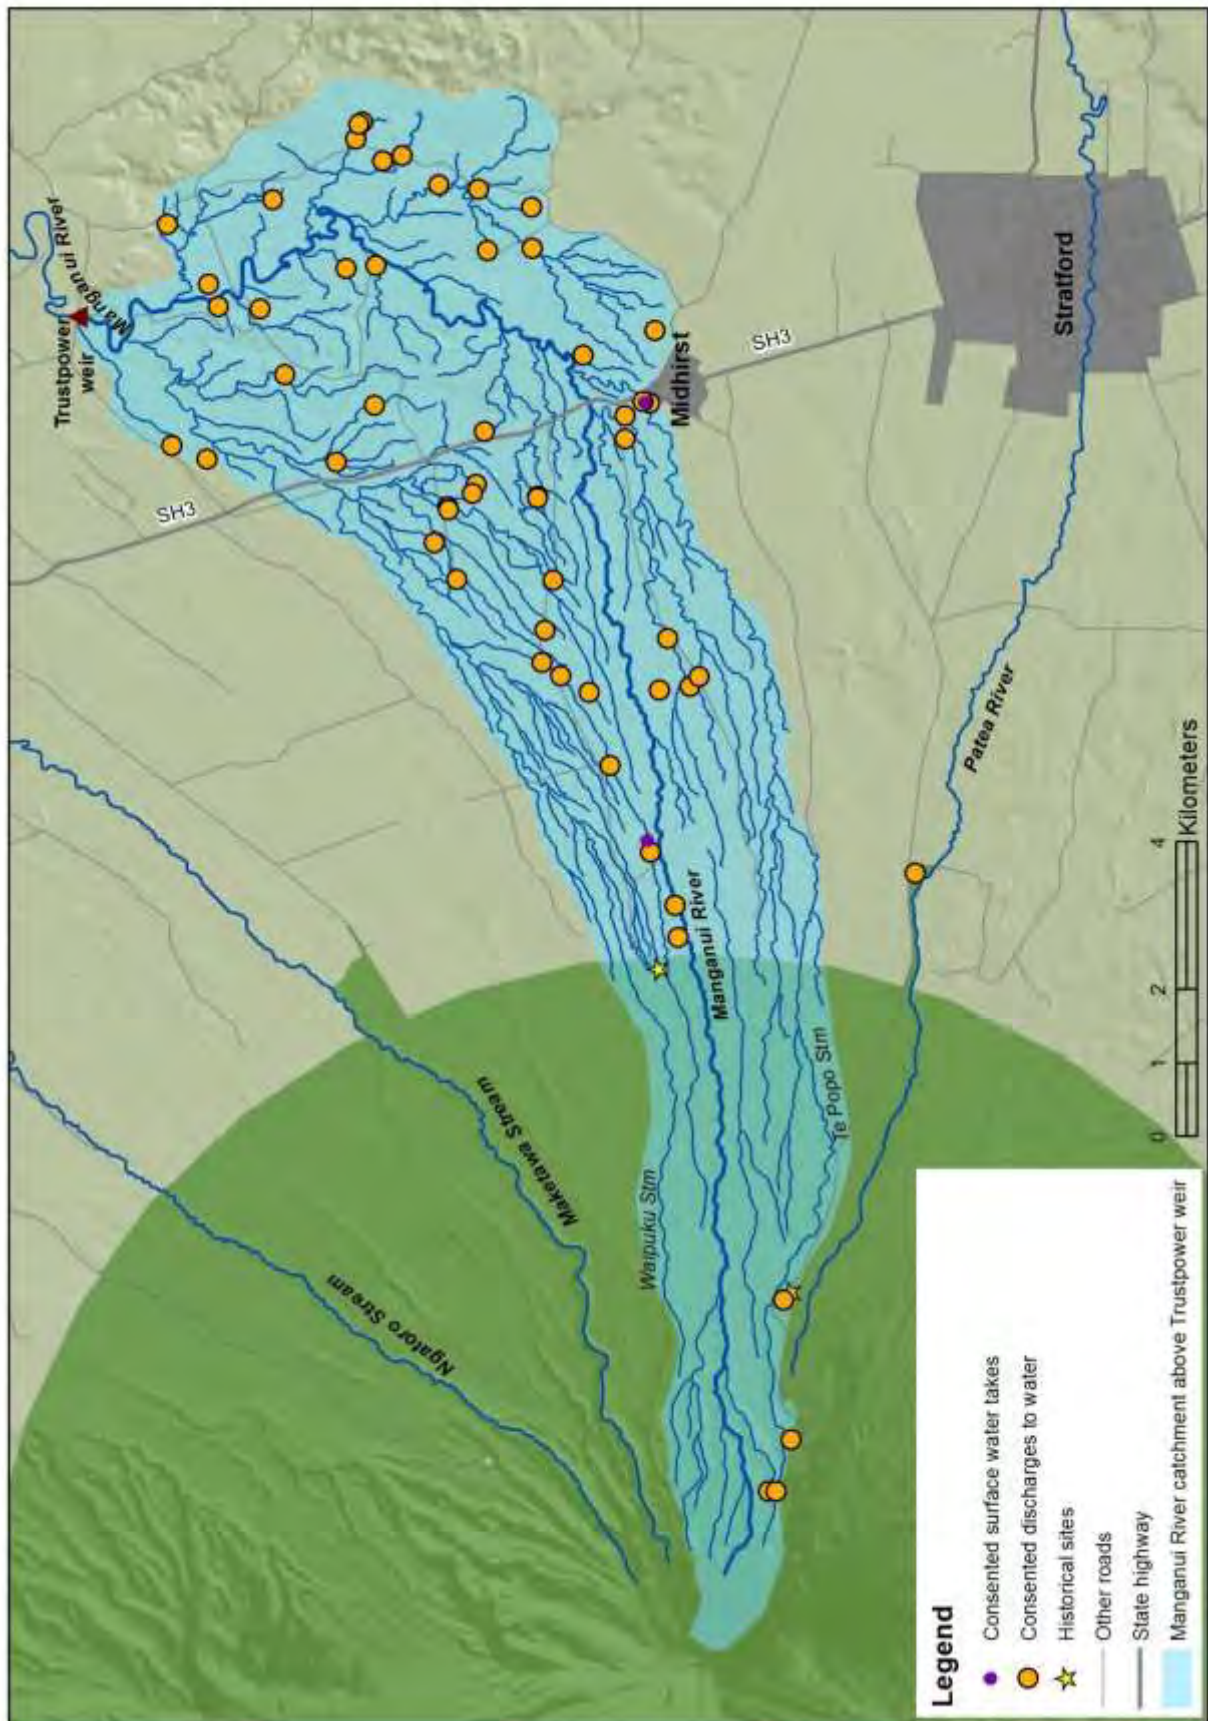 Trustpower
weir
Manganui River
SH3
Midhirst
SH3
Stratford
Patea River
Manganui River
Maketawa Stream
Ngatoro Stream
Waipuku Stm
Te Popo Stm
0 1 2 4
Kilometers
Legend
Consented surface water takes
Consented discharges to water
Historical sites
Other roads
State highway
Manganui River catchment above Trustpower weir